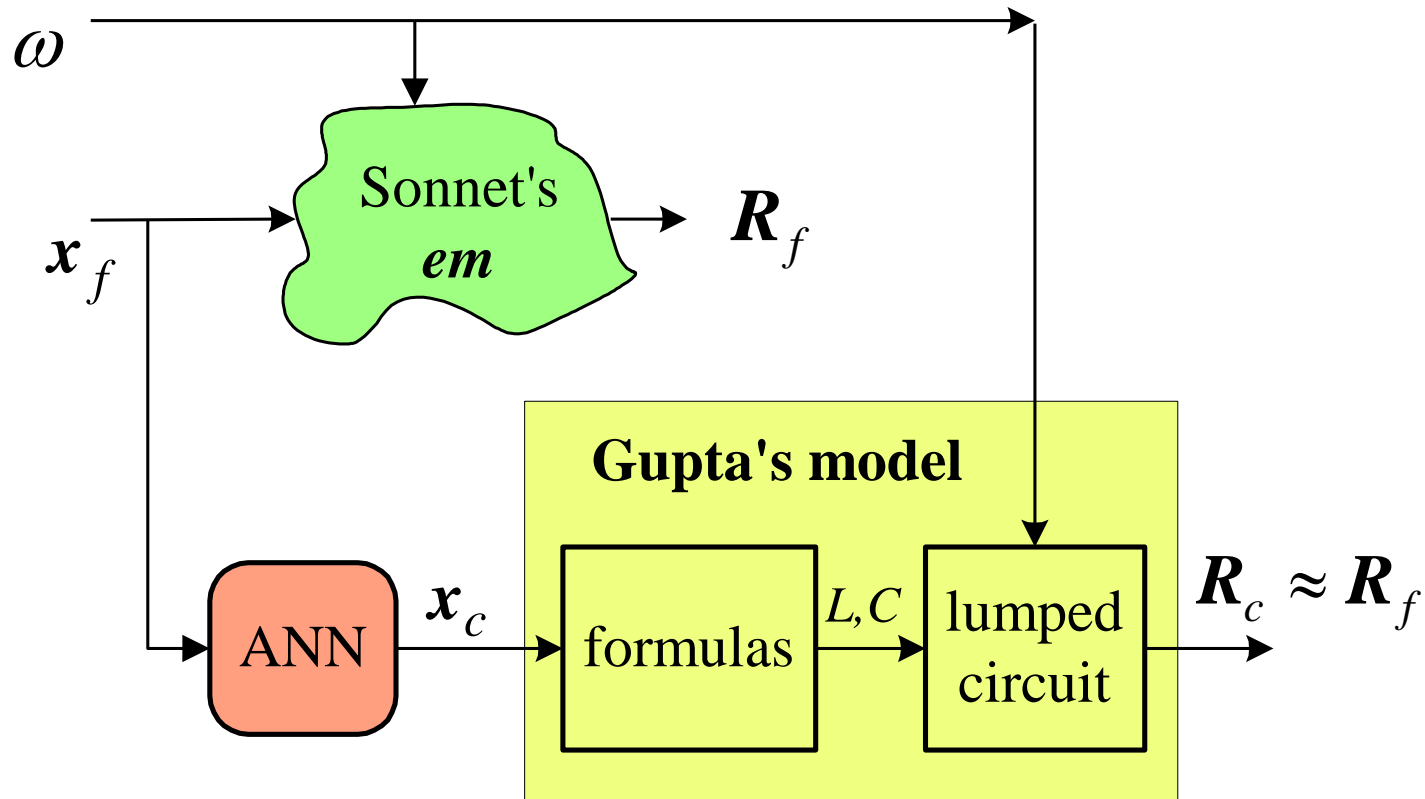 ω
Sonnet's
em
x_f
R_f
Gupta's model
ANN
x_c
formulas
L,C
lumped
circuit
R_c ≈ R_f